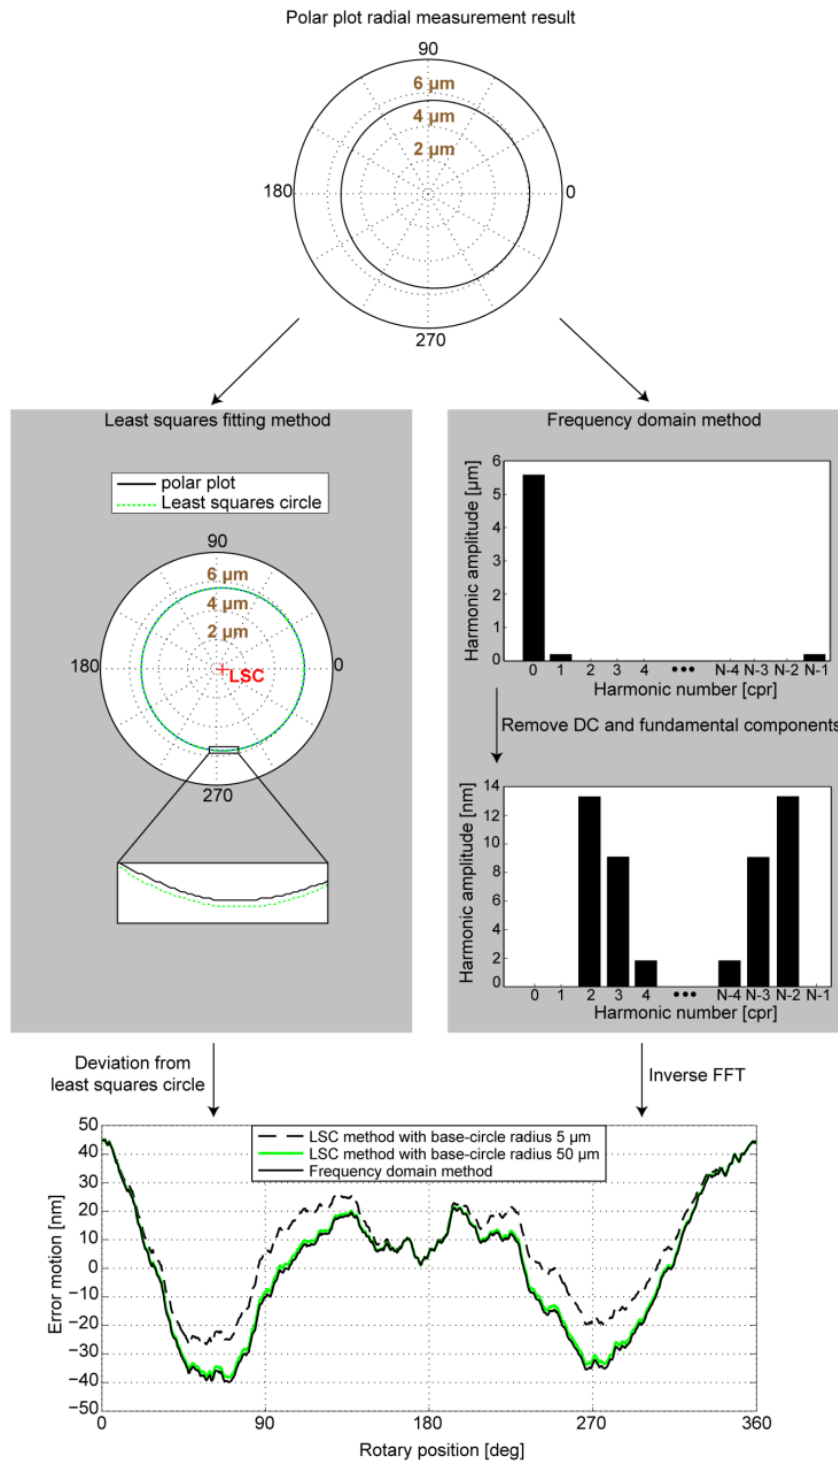 Polar plot radial measurement result
90
6 µm
4 µm
2 µm
180
0
270
Least squares fitting method
polar plot
Least squares circle
90
6 µm
4 µm
2 µm
180
0
LSC
270
Frequency domain method
Harmonic amplitude [µm]
6
5
4
3
2
1
0
0 1 2 3 4 ••• N-4 N-3 N-2 N-1
Harmonic number [cpr]
Remove DC and fundamental components
Harmonic amplitude [nm]
14
12
10
8
6
4
2
0
0 1 2 3 4 ••• N-4 N-3 N-2 N-1
Harmonic number [cpr]
Deviation from
least squares circle
Inverse FFT
LSC method with base-circle radius 5 µm
LSC method with base-circle radius 50 µm
Frequency domain method
Error motion [nm]
50
40
30
20
10
0
−10
−20
−30
−40
−50
0 90 180 270 360
Rotary position [deg]